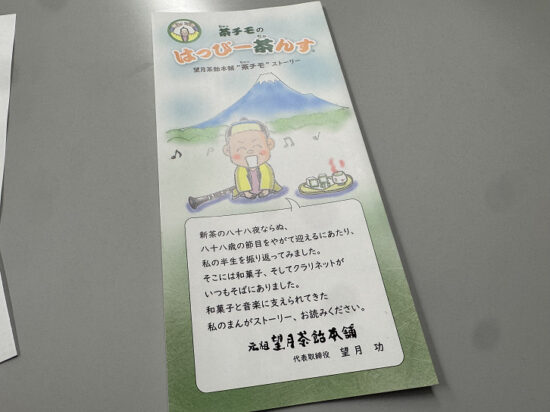 茶チモの
はっぴー茶んす
望月茶飴本舗 "茶チモ" ストーリー
新茶の八十八夜ならぬ、
八十八歳の節目をやがて迎えるにあたり、
私の半生を振り返ってみました。
そこには和菓子、そしてクラリネットが
いつもそばにありました。
和菓子と音楽に支えられてきた
私のまんがストーリー、お読みください。
元祖 望月茶飴本舗
代表取締役 望月 功